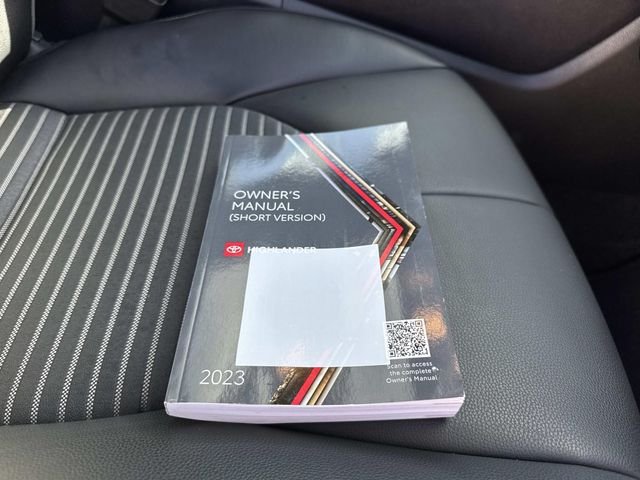 OWNER'S
MANUAL
(SHORT VERSION)
HIGHLANDER
2023
Scan to access
the complete
Owner's Manual